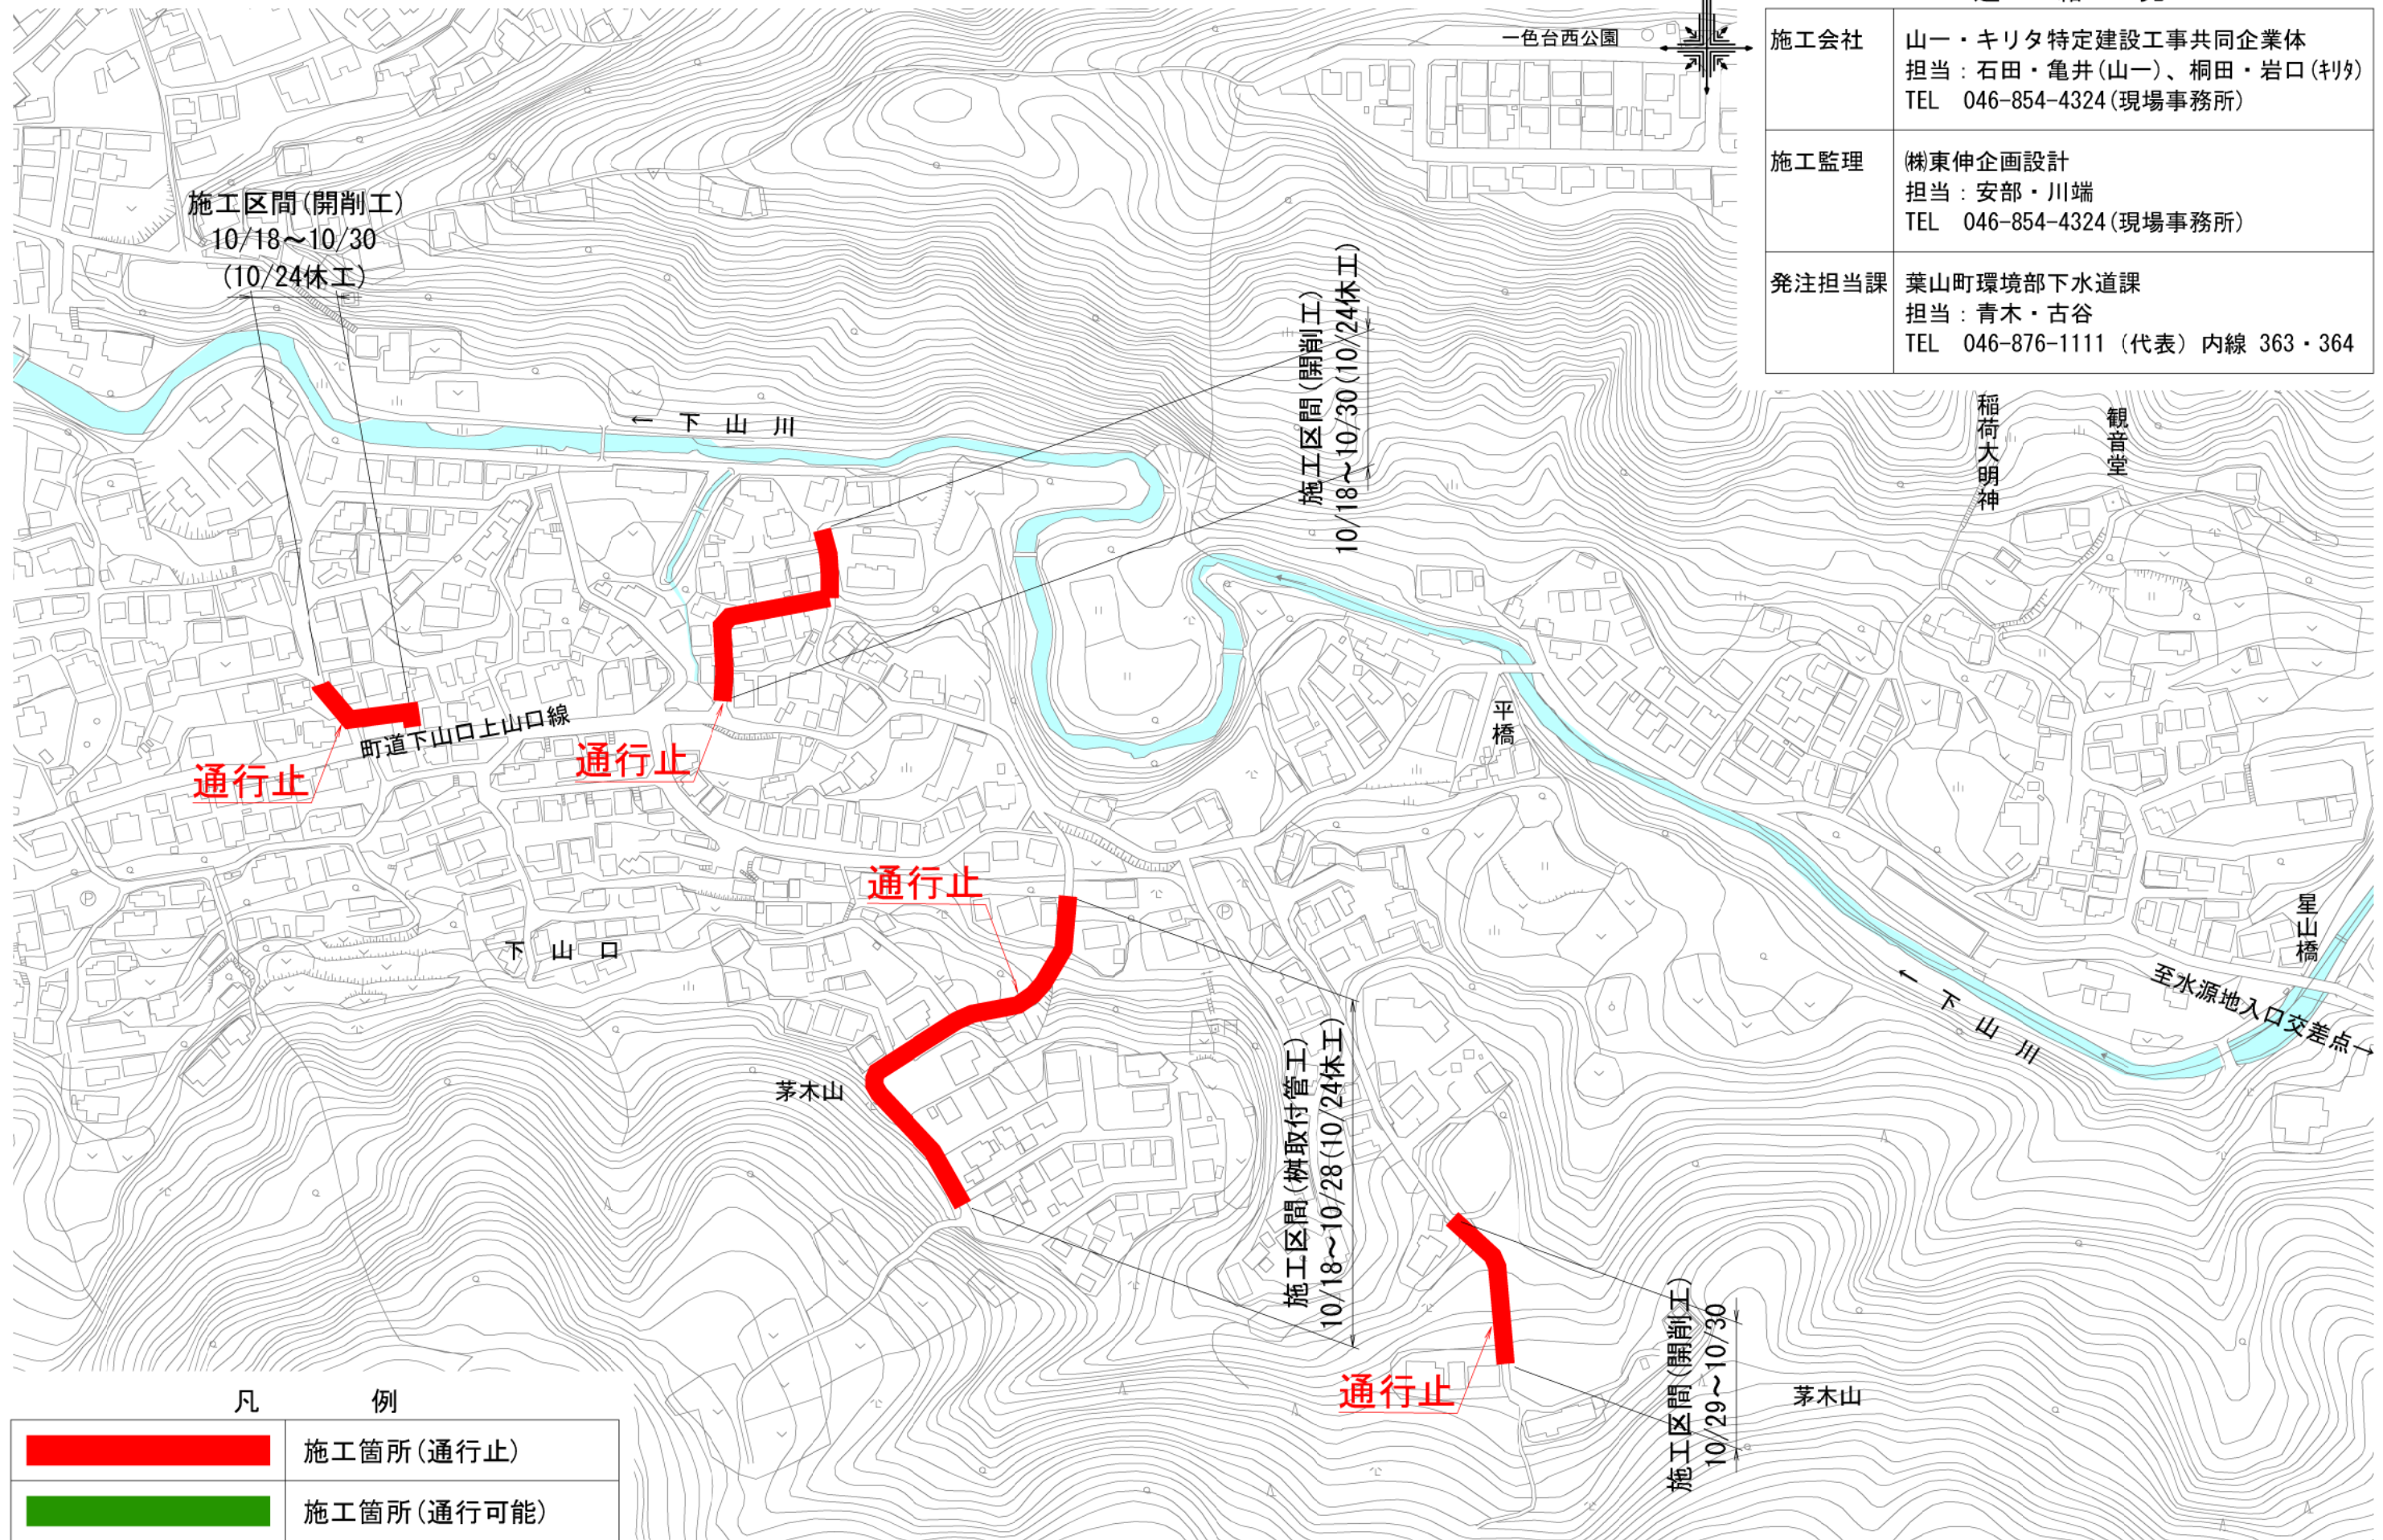 一色台西公園
施工会社
山一・キリタ特定建設工事共同企業体
担当：石田・亀井(山一)、桐田・岩口(ｷﾘﾀ)
TEL 046-854-4324(現場事務所)
施工監理
㈱東伸企画設計
担当：安部・川端
TEL 046-854-4324(現場事務所)
発注担当課
葉山町環境部下水道課
担当：青木・古谷
TEL 046-876-1111（代表）内線 363・364
施工区間(開削工)
10/18～10/30
(10/24休工)
施工区間(開削工)
10/18～10/30(10/24休工)
← 下 山 川
稲荷大明神
観音堂
町道下山口上山口線
通行止
通行止
平橋
通行止
下 山 口
星山橋
至水源地入口交差点→
← 下 山 川
茅木山
施工区間(桝取付管工)
10/18～10/28(10/24休工)
施工区間(開削工)
10/29～10/30
通行止
茅木山
凡 例
施工箇所(通行止)
施工箇所(通行可能)